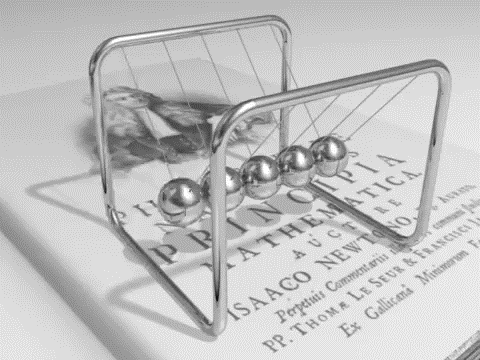 PRINCIPIA
MATHEMATICA,
AUCTORE
ISAACO NEWTONO,
Perpetuis Commentariis
PP. THOMÆ LE SEUR & FRANCISCI
Ex Gallicanâ Minimorum